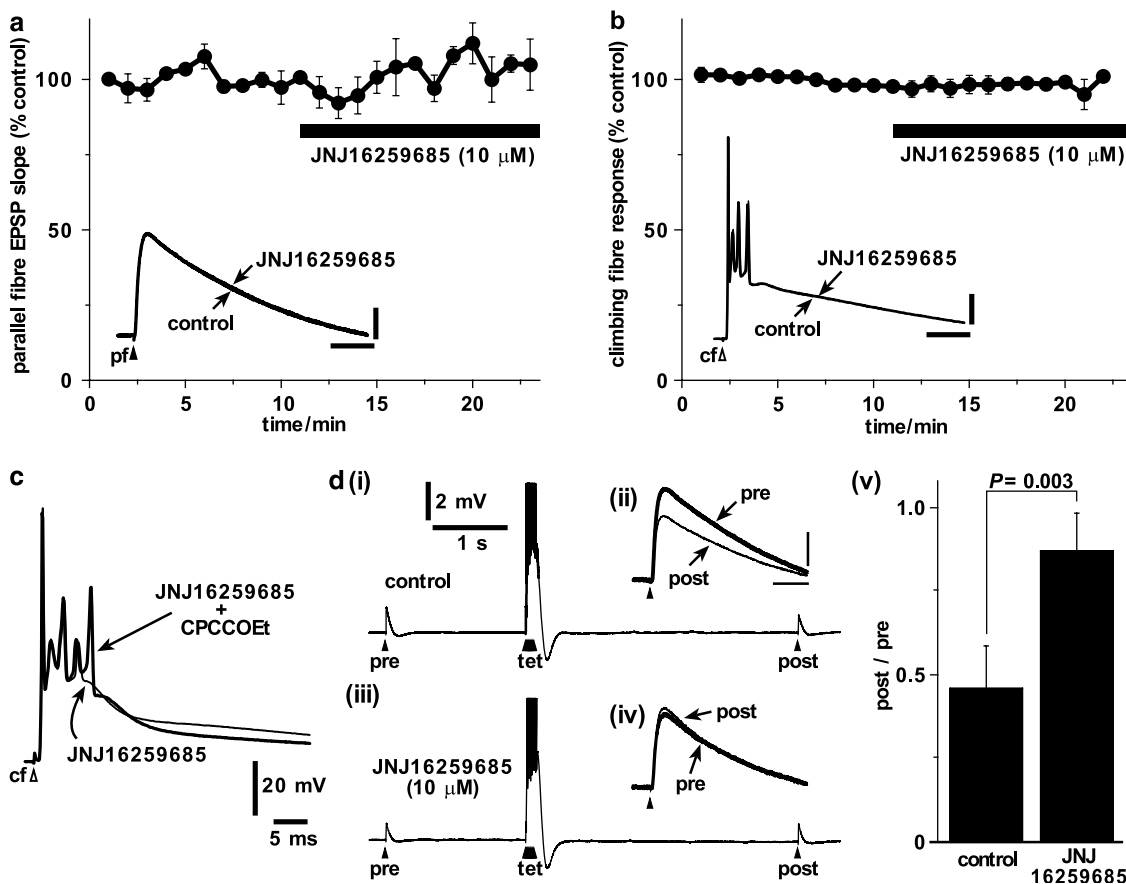 a
parallel fibre EPSP slope (% control)
100
50
0
JNJ16259685 (10 μM)
JNJ16259685
control
pf
0
5
10
15
20
time/min
b
climbing fibre response (% control)
100
50
0
JNJ16259685 (10 μM)
JNJ16259685
control
cf
0
5
10
15
20
time/min
c
JNJ16259685
+
CPCCOEt
JNJ16259685
cf
20 mV
5 ms
d (i)
2 mV
1 s
control
pre
tet
post
(ii)
pre
post
(iii)
JNJ16259685
(10 μM)
pre
tet
post
(iv)
post
pre
(v)
P= 0.003
post / pre
1.0
0.5
0
control
JNJ
16259685